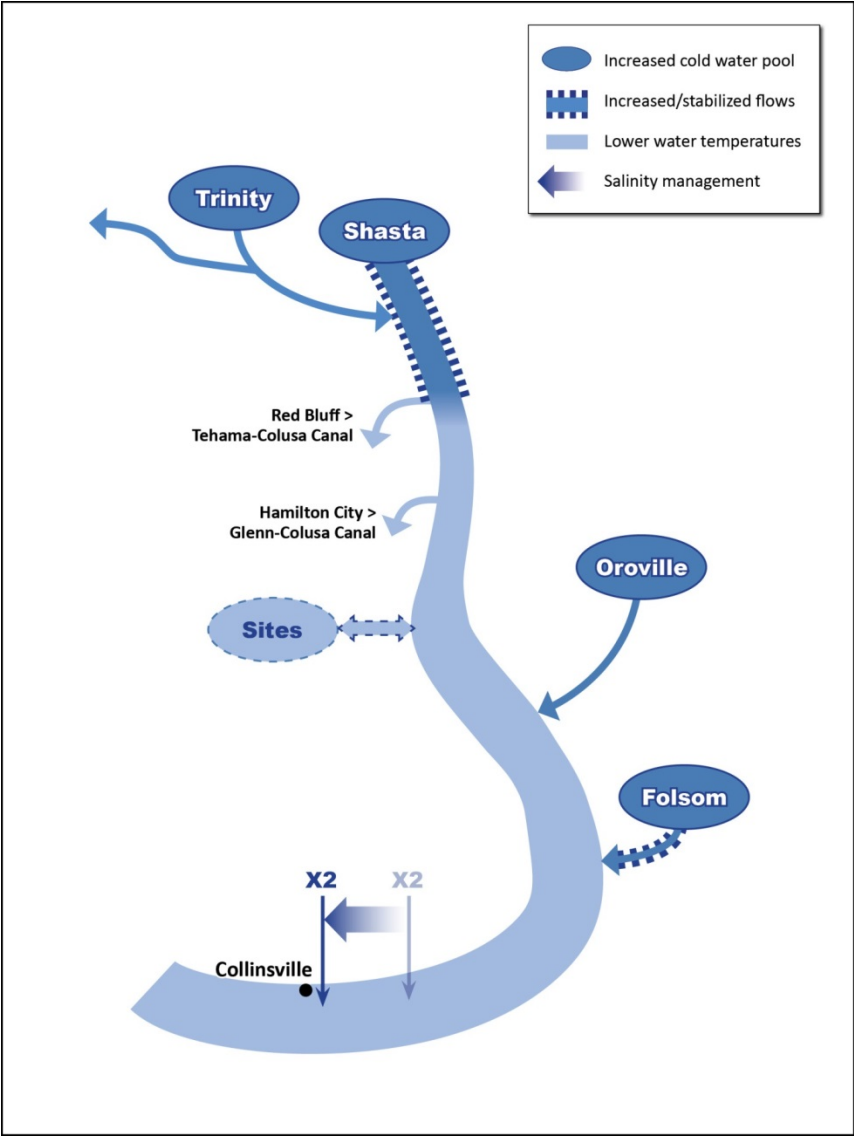 Increased cold water pool
Increased/stabilized flows
Lower water temperatures
Salinity management
Trinity
Shasta
Red Bluff >
Tehama-Colusa Canal
Hamilton City >
Glenn-Colusa Canal
Oroville
Sites
Folsom
X2 X2
Collinsville